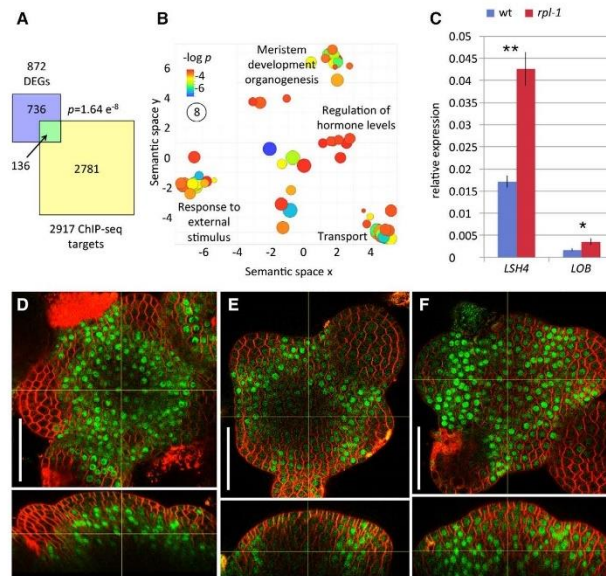 A
872
DEGs
736
p=1.64 e-8
136
2781
2917 ChIP-seq
targets
B
-log p
-4
-6
8
Meristem
development
organogenesis
Regulation of
hormone levels
Response to
external
stimulus
Transport
Semantic space y
6
4
2
0
-2
-4
-6
-4
0
4
Semantic space x
C
wt
rpl-1
relative expression
0.05
0.045
0.04
0.035
0.03
0.025
0.02
0.015
0.01
0.005
0
**
*
LSH4
LOB
D
E
F